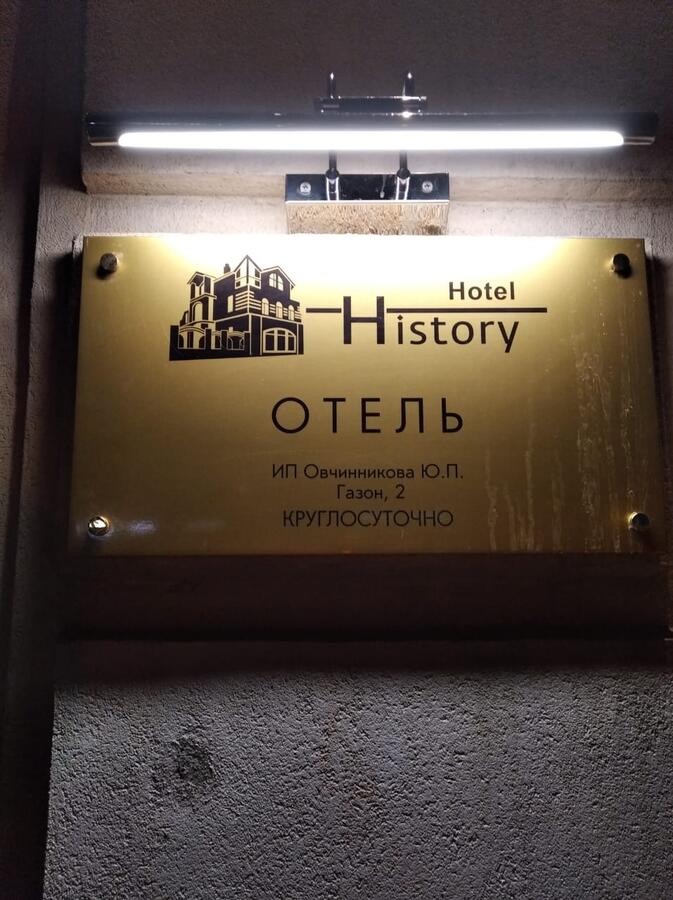 Hotel
History
ОТЕЛЬ
ИП Овчинникова Ю.П.
Газон, 2
КРУГЛОСУТОЧНО